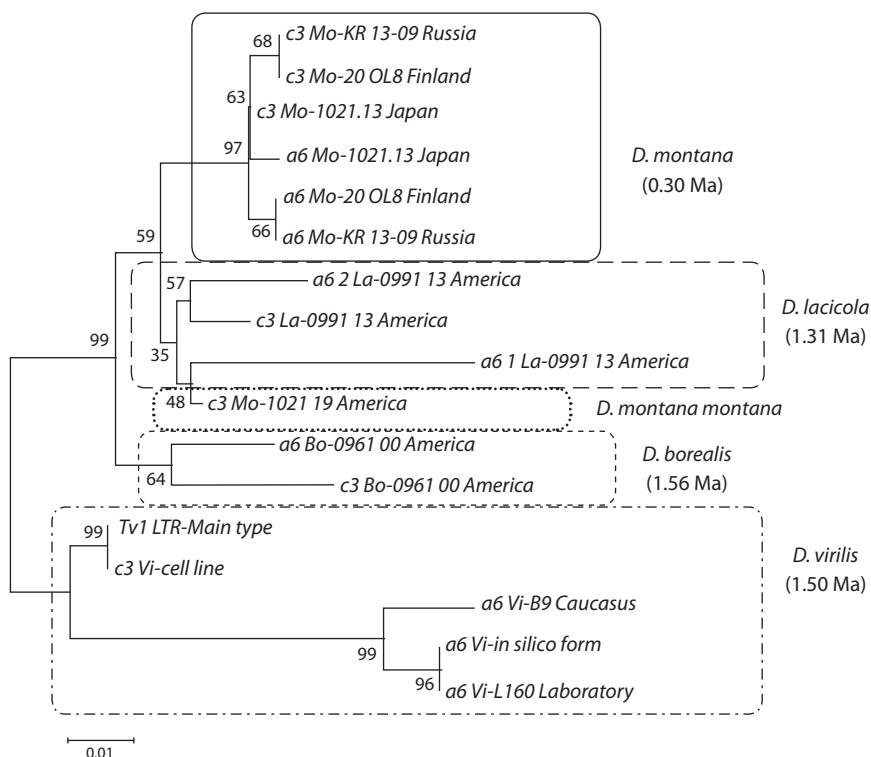 68
c3 Mo-KR 13-09 Russia
c3 Mo-20 OL8 Finland
63
c3 Mo-1021.13 Japan
97
a6 Mo-1021.13 Japan
a6 Mo-20 OL8 Finland
66
a6 Mo-KR 13-09 Russia
D. montana
(0.30 Ma)
59
57
a6 2 La-0991 13 America
c3 La-0991 13 America
35
a6 1 La-0991 13 America
D. lacicola
(1.31 Ma)
99
48
c3 Mo-1021 19 America
D. montana montana
a6 Bo-0961 00 America
64
c3 Bo-0961 00 America
D. borealis
(1.56 Ma)
99
Tv1 LTR-Main type
c3 Vi-cell line
D. virilis
(1.50 Ma)
a6 Vi-B9 Caucasus
99
a6 Vi-in silico form
96
a6 Vi-L160 Laboratory
0.01